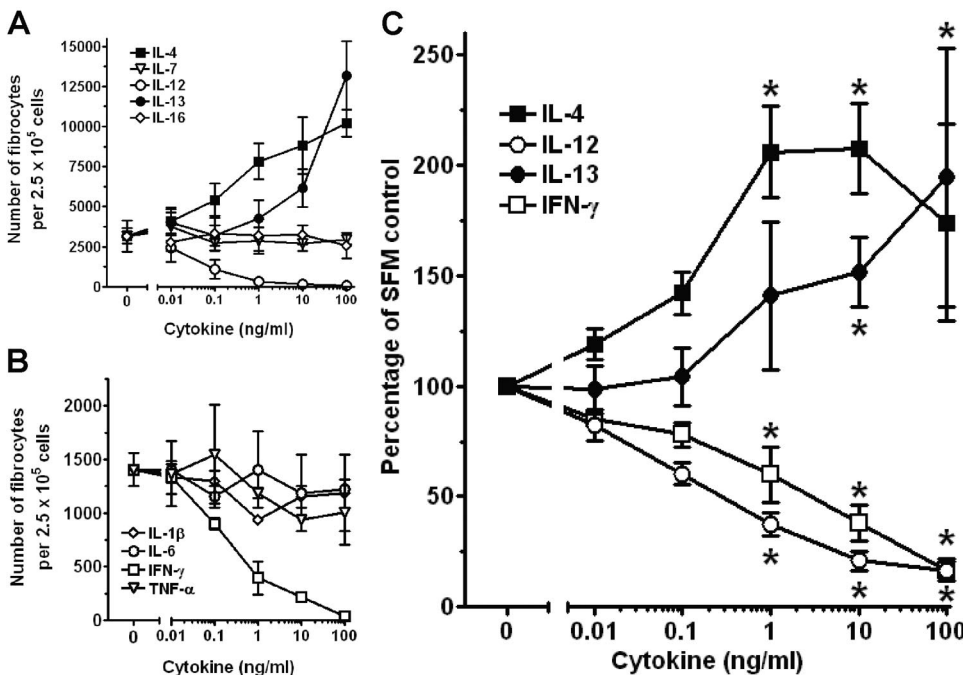 A
Number of fibrocytes
per 2.5 x 10⁵ cells
15000
12500
10000
7500
5000
2500
0
IL-4
IL-7
IL-12
IL-13
IL-16
0 0.01 0.1 1 10 100
Cytokine (ng/ml)
B
Number of fibrocytes
per 2.5 x 10⁵ cells
2000
1500
1000
500
0
IL-1β
IL-6
IFN-γ
TNF-α
0 0.01 0.1 1 10 100
Cytokine (ng/ml)
C
Percentage of SFM control
250
200
150
100
50
0
IL-4
IL-12
IL-13
IFN-γ
* * *
*
* * *
* * *
0 0.01 0.1 1 10 100
Cytokine (ng/ml)